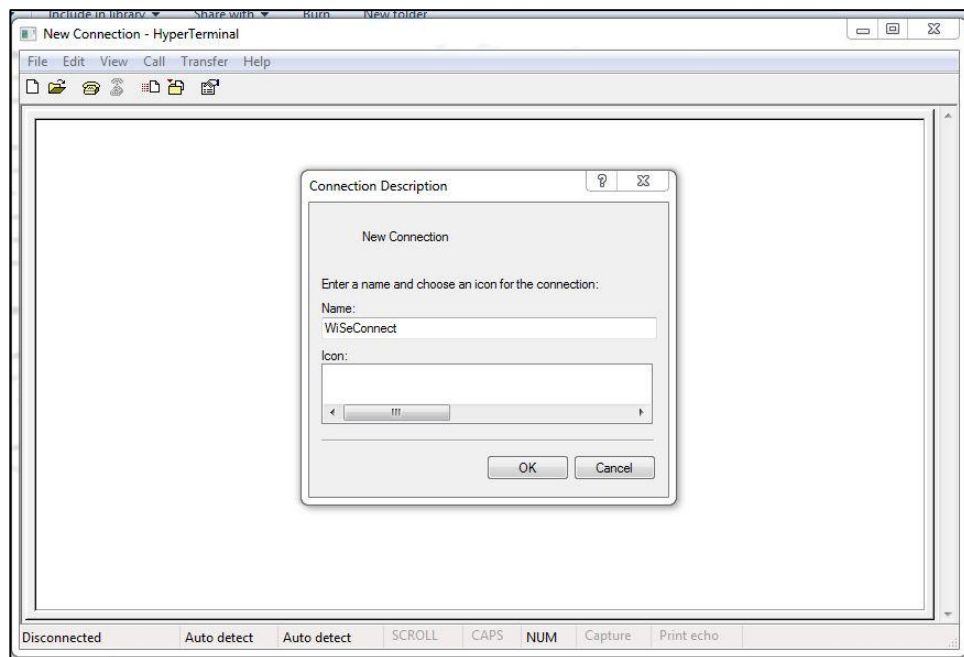 Include in library Share with Burn New folder
New Connection - HyperTerminal
File Edit View Call Transfer Help
Connection Description
New Connection
Enter a name and choose an icon for the connection:
Name:
WiSeConnect
Icon:
OK Cancel
Disconnected Auto detect Auto detect SCROLL CAPS NUM Capture Print echo